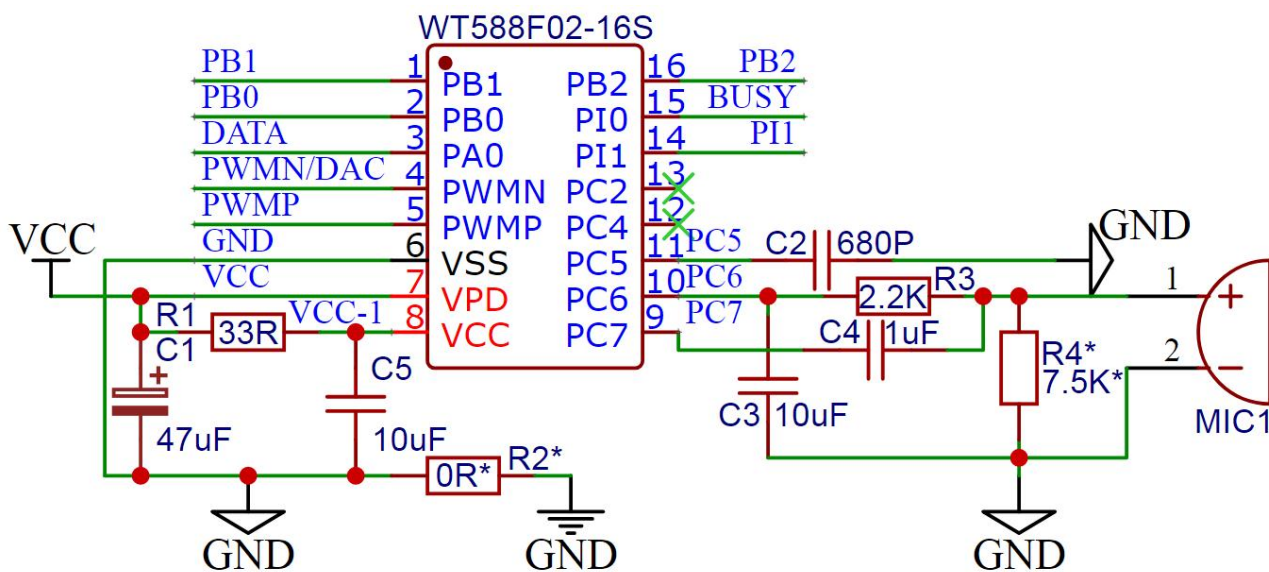 WT588F02-16S
PB1 1 PB1 PB2 16 PB2
PB0 2 PB0 PI0 15 BUSY
DATA 3 PA0 PI1 14 PI1
PWMN/DAC 4 PWMN PC2 13
PWMP 5 PWMP PC4 12
GND 6 VSS PC5 11 PC5 C2 680P GND
VCC
VCC 7 VPD PC6 10 PC6 2.2K R3 1 +
R1 33R VCC-1 8 VCC PC7 9 PC7 C4 1uF
C1 + C5 R4* 2 -
7.5K*
47uF 10uF C3 10uF MIC1
0R* R2*
GND GND GND